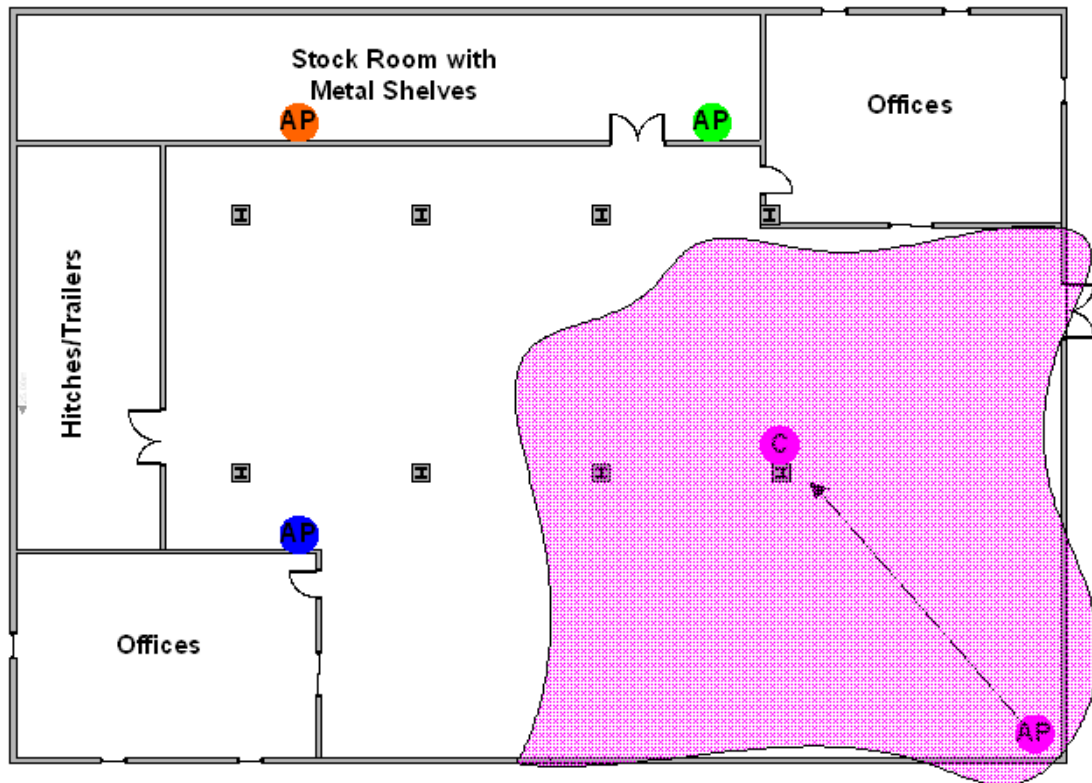 Stock Room with
Metal Shelves
Offices
AP
AP
I
I
I
I
Hitches/Trailers
C
I
I
I
I
AP
Offices
AP